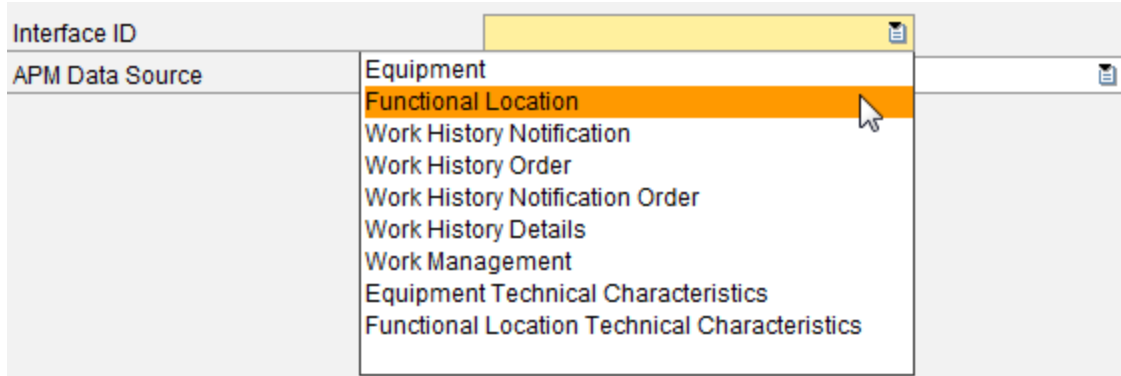 Interface ID
APM Data Source
Equipment
Functional Location
Work History Notification
Work History Order
Work History Notification Order
Work History Details
Work Management
Equipment Technical Characteristics
Functional Location Technical Characteristics